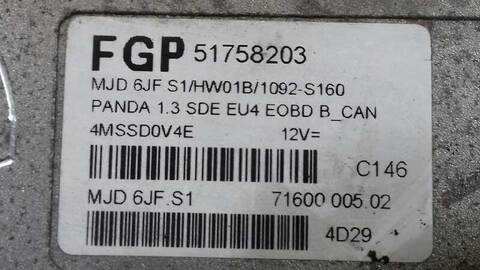 FGP 51758203
MJD 6JF S1/HW01B/1092-S160
PANDA 1.3 SDE EU4 EOBD B_CAN
4MSSD0V4E 12V=
C146
MJD 6JF.S1 71600 005.02
4D29